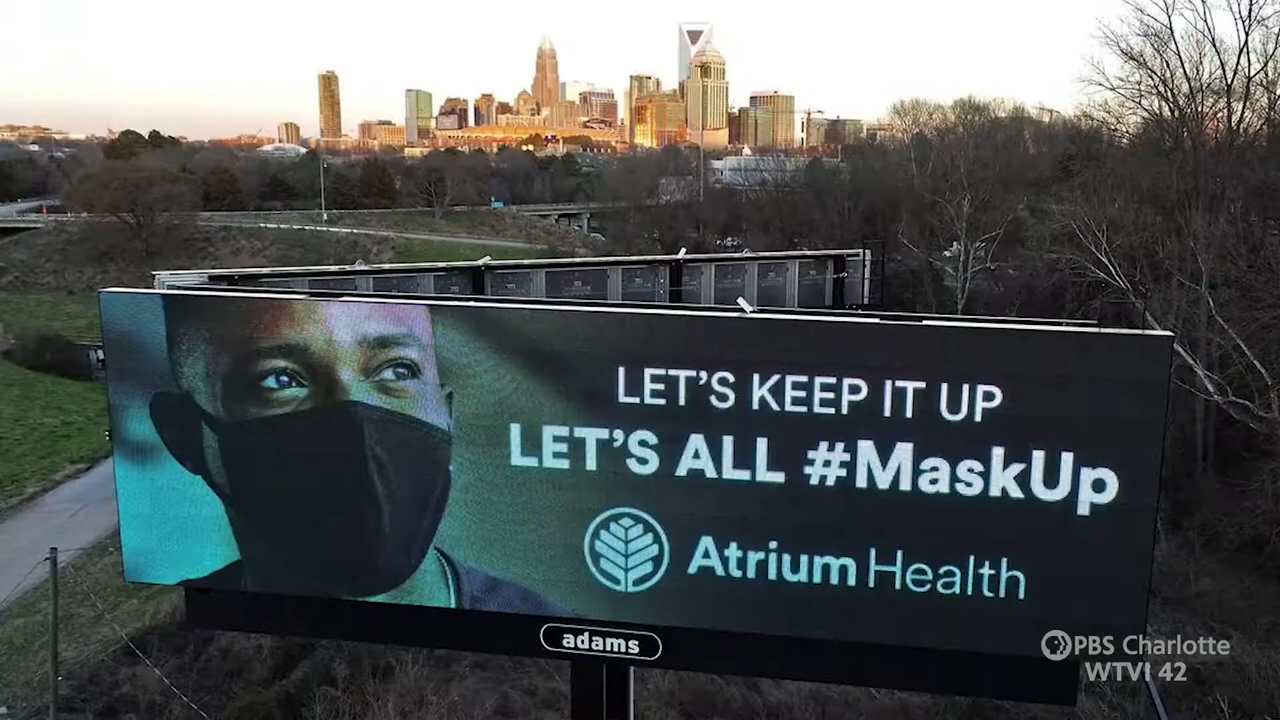 LET'S KEEP IT UP
LET'S ALL #MaskUp
Atrium Health
adams
PBS Charlotte
WTVI 42